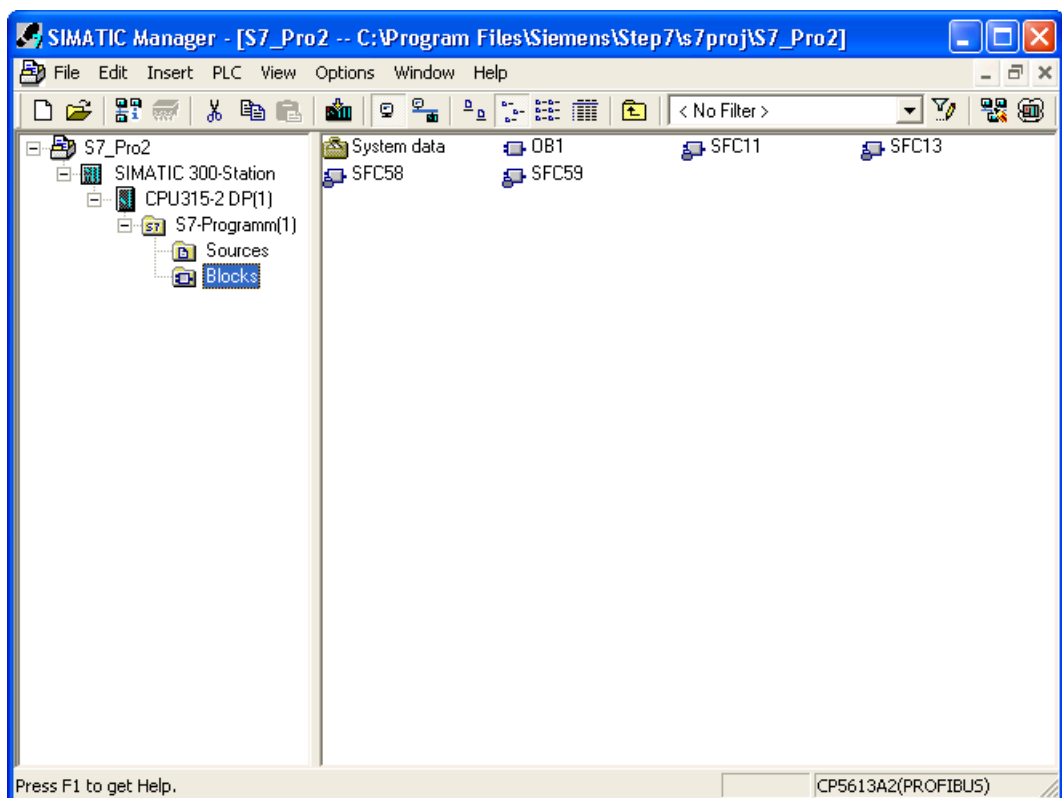 SIMATIC Manager - [S7_Pro2 -- C:\Program Files\Siemens\Step7\s7proj\S7_Pro2]
File Edit Insert PLC View Options Window Help
< No Filter >
S7_Pro2
SIMATIC 300-Station
CPU315-2 DP(1)
S7-Programm(1)
Sources
Blocks
System data OB1 SFC11 SFC13
SFC58 SFC59
Press F1 to get Help. CP5613A2(PROFIBUS)